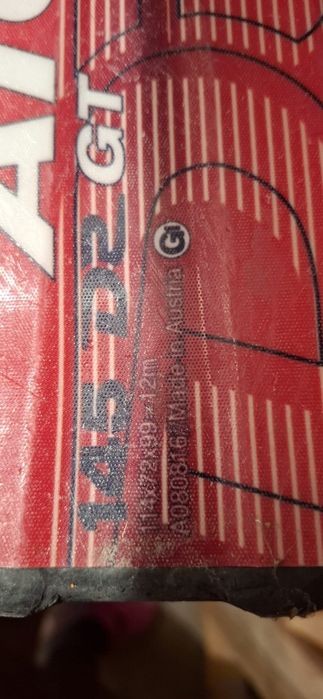 GT
145 D2
114x72x99 - 12m
A080816 / Made in Austria Gi